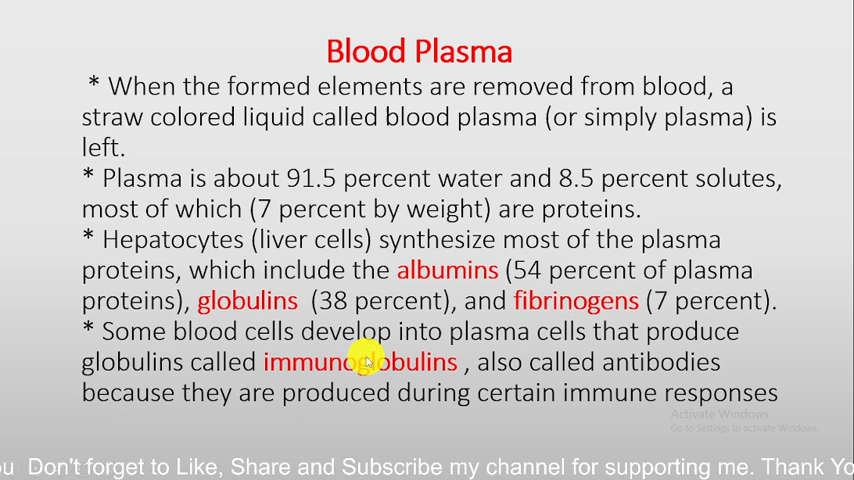 Blood Plasma
* When the formed elements are removed from blood, a
straw colored liquid called blood plasma (or simply plasma) is
left.
* Plasma is about 91.5 percent water and 8.5 percent solutes,
most of which (7 percent by weight) are proteins.
* Hepatocytes (liver cells) synthesize most of the plasma
proteins, which include the albumins (54 percent of plasma
proteins), globulins (38 percent), and fibrinogens (7 percent).
* Some blood cells develop into plasma cells that produce
globulins called immunoglobulins , also called antibodies
because they are produced during certain immune responses
Activate Windows
Go to Settings to activate Windows.
u Don't forget to Like, Share and Subscribe my channel for supporting me. Thank Yo